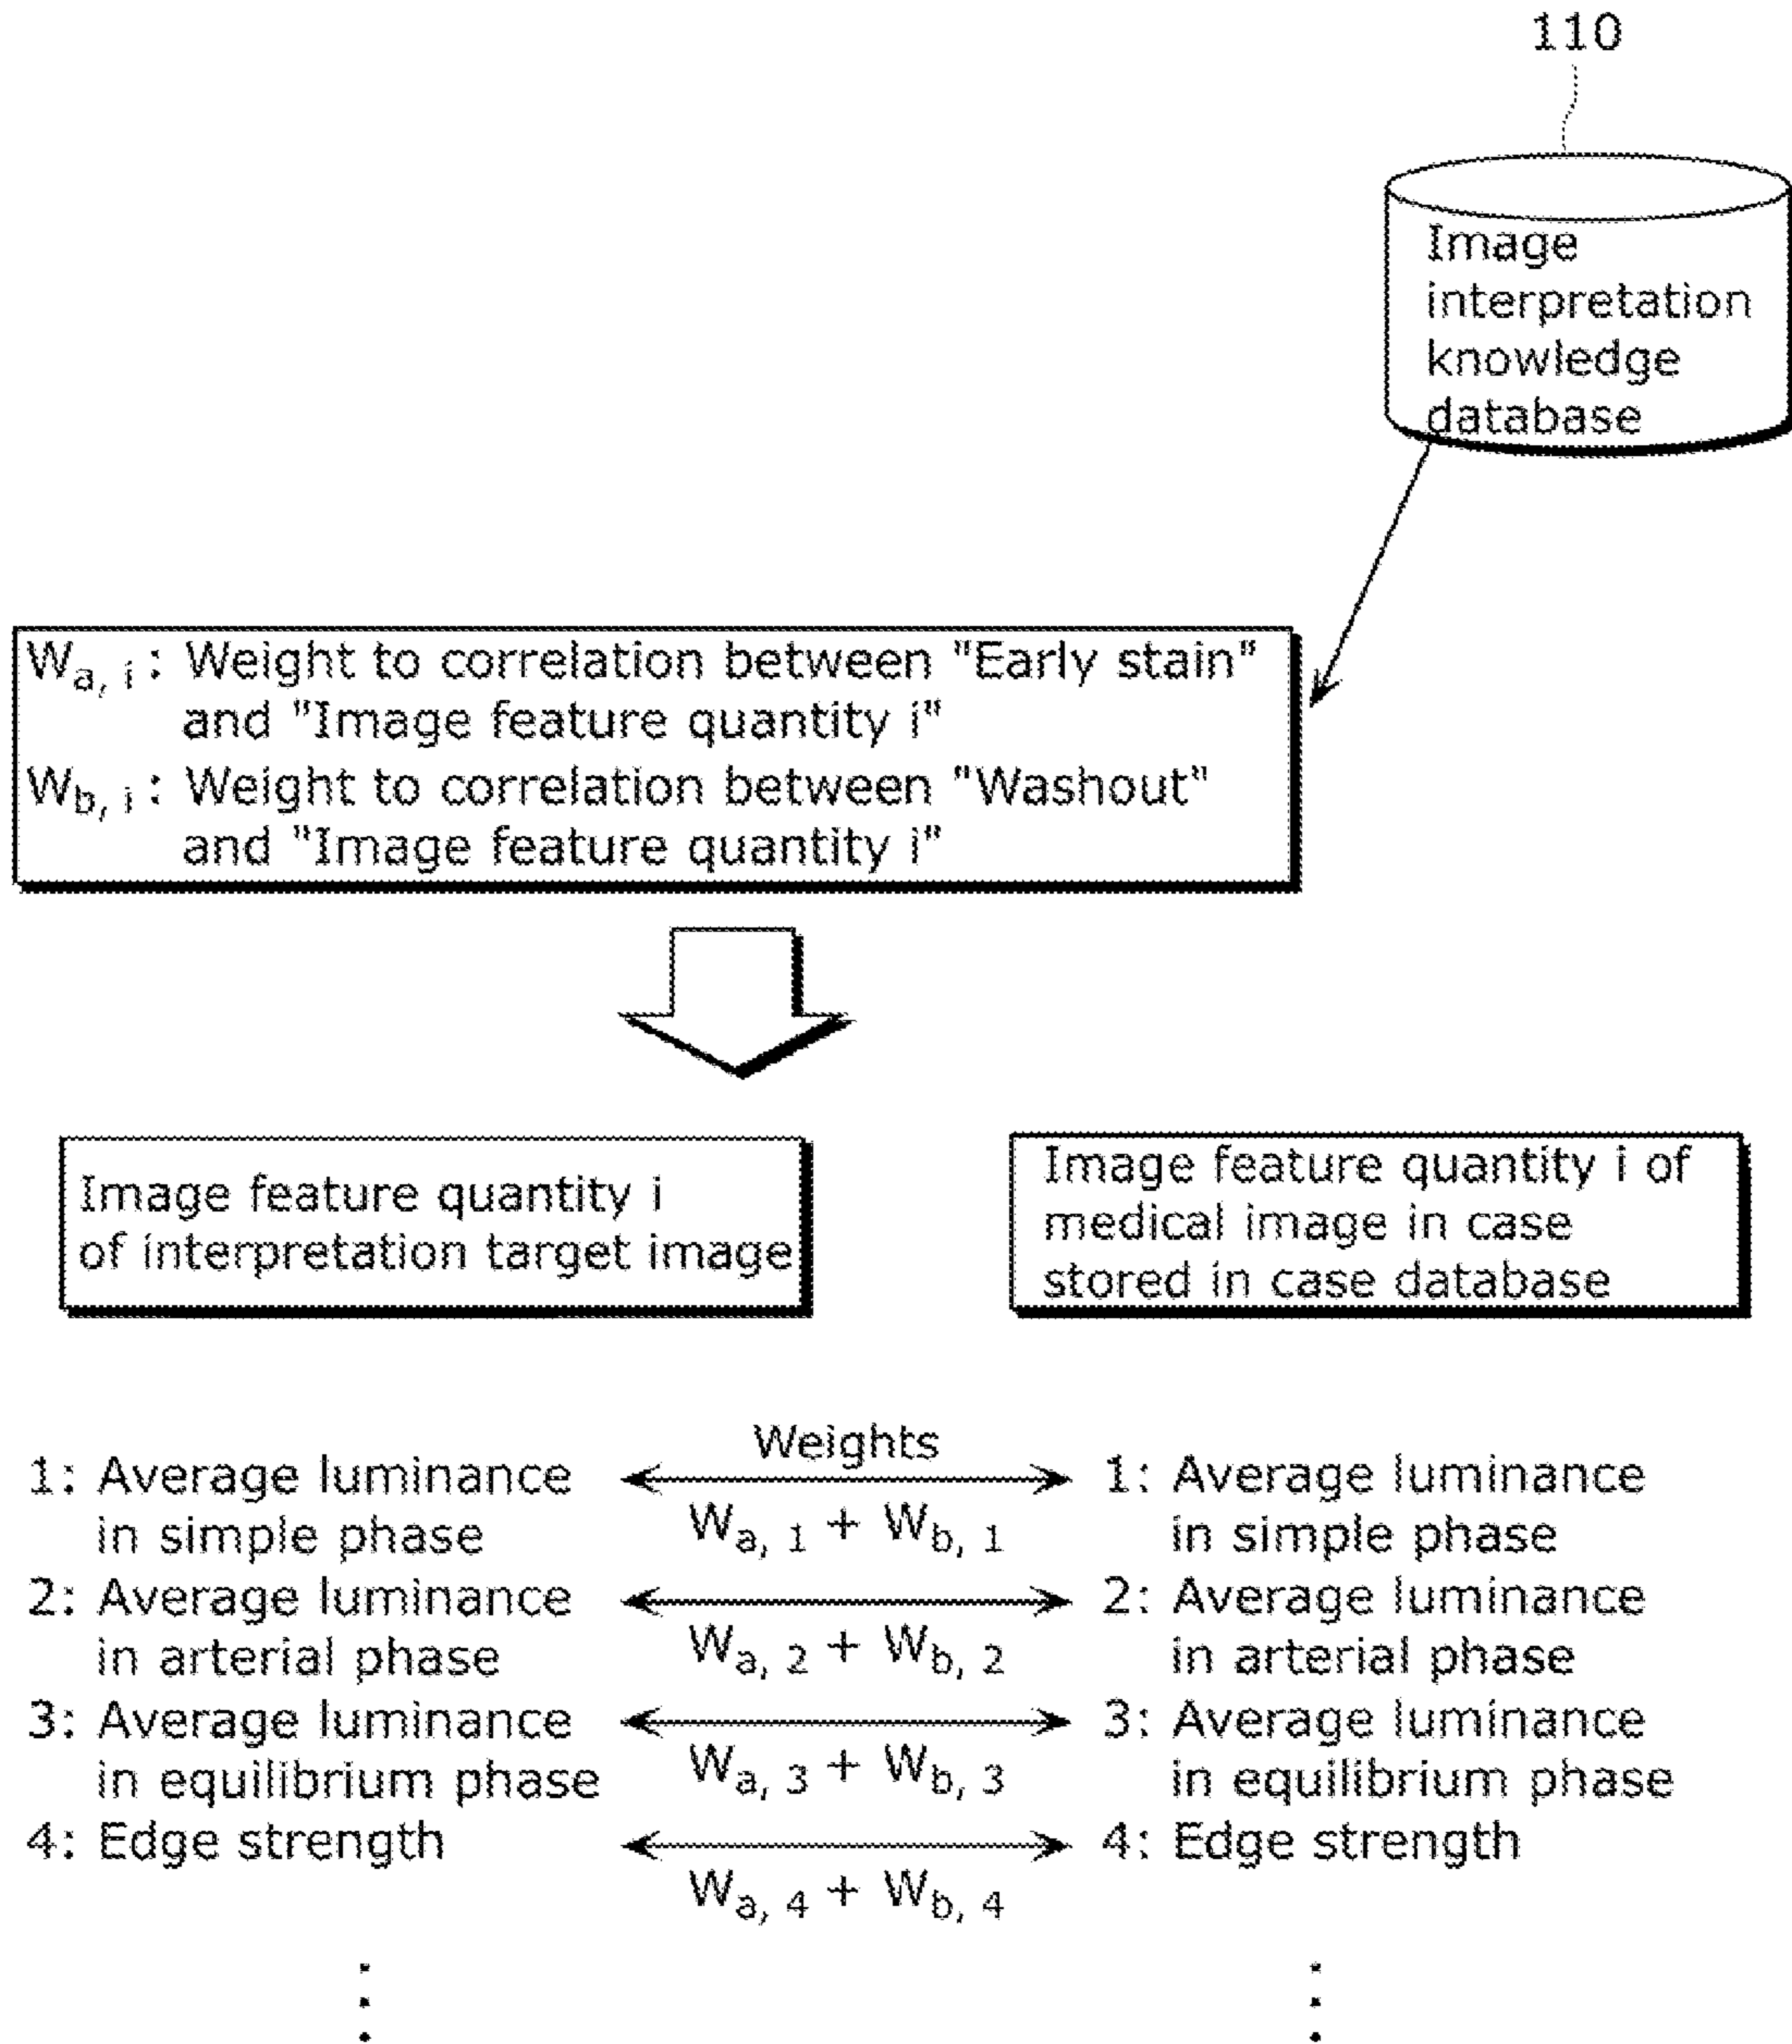 110
Image
interpretation
knowledge
database
Wa, i : Weight to correlation between "Early stain"
and "Image feature quantity i"
Wb, i : Weight to correlation between "Washout"
and "Image feature quantity i"
Image feature quantity i
of interpretation target image
Image feature quantity i of
medical image in case
stored in case database
Weights
1: Average luminance
in simple phase
Wa, 1 + Wb, 1
1: Average luminance
in simple phase
2: Average luminance
in arterial phase
Wa, 2 + Wb, 2
2: Average luminance
in arterial phase
3: Average luminance
in equilibrium phase
Wa, 3 + Wb, 3
3: Average luminance
in equilibrium phase
4: Edge strength
Wa, 4 + Wb, 4
4: Edge strength